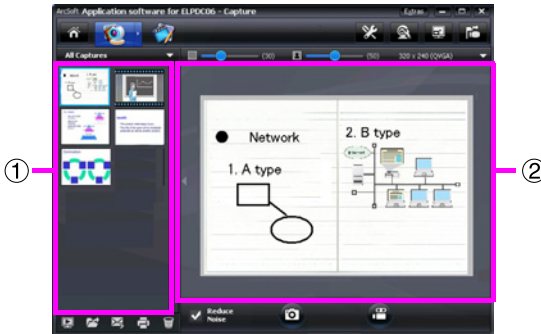 ArcSoft Application software for ELPDC06 - Capture
Extras
All Captures
(30)
(50)
320 x 240 (QVGA)
1
2
Network
1. A type
2. B type
Reduce
Noise